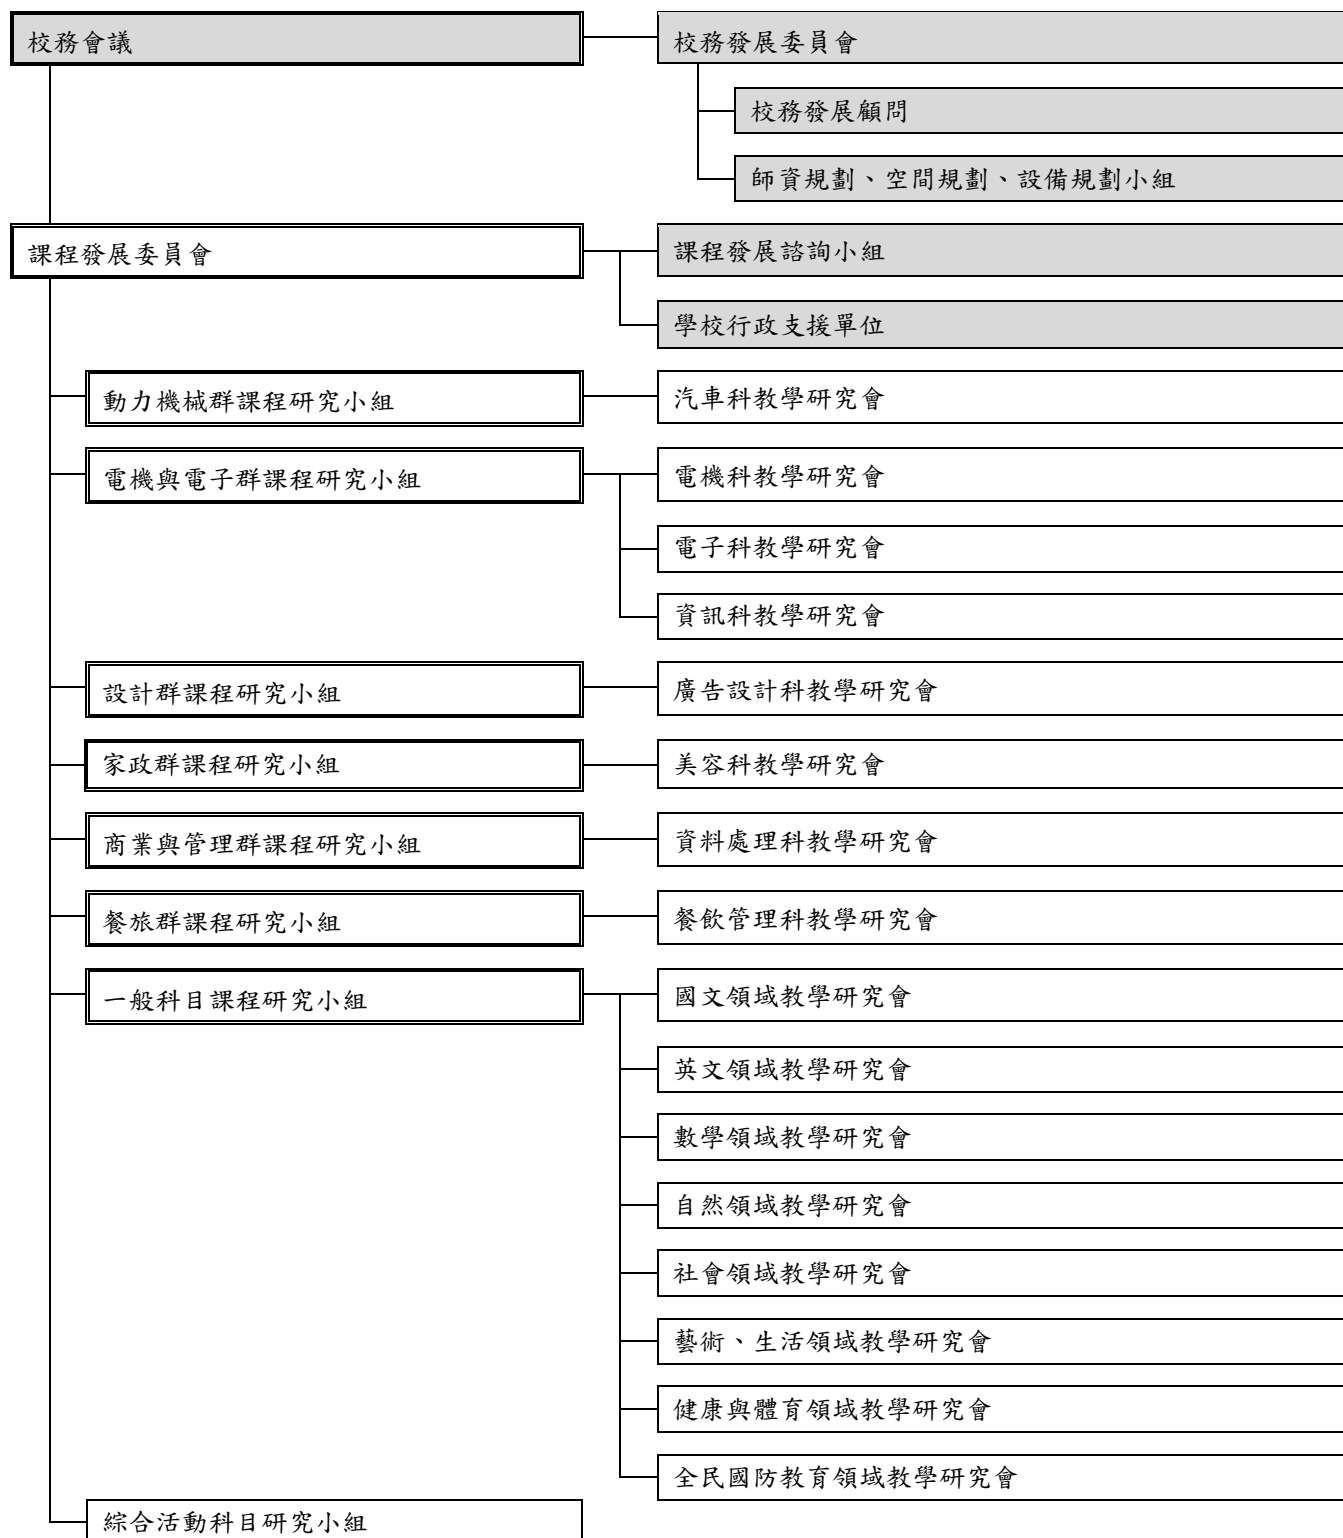 校務會議
校務發展委員會
校務發展顧問
師資規劃、空間規劃、設備規劃小組
課程發展委員會
課程發展諮詢小組
學校行政支援單位
動力機械群課程研究小組
汽車科教學研究會
電機與電子群課程研究小組
電機科教學研究會
電子科教學研究會
資訊科教學研究會
設計群課程研究小組
廣告設計科教學研究會
家政群課程研究小組
美容科教學研究會
商業與管理群課程研究小組
資料處理科教學研究會
餐旅群課程研究小組
餐飲管理科教學研究會
一般科目課程研究小組
國文領域教學研究會
英文領域教學研究會
數學領域教學研究會
自然領域教學研究會
社會領域教學研究會
藝術、生活領域教學研究會
健康與體育領域教學研究會
全民國防教育領域教學研究會
綜合活動科目研究小組